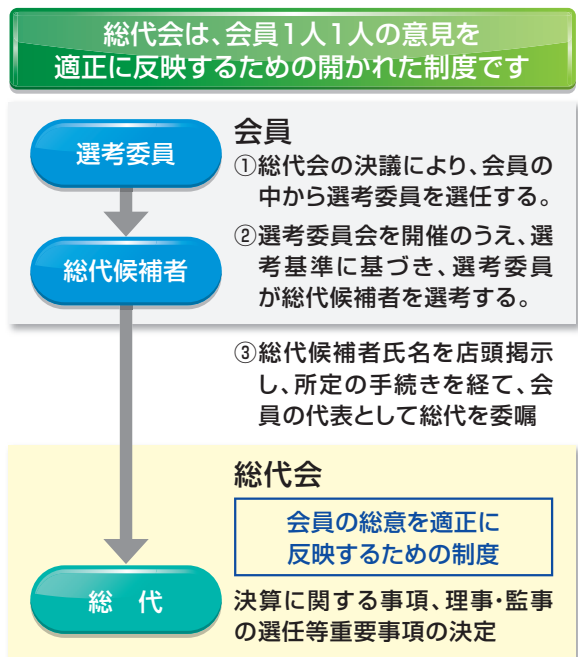 総代会は、会員1人1人の意見を
適正に反映するための開かれた制度です
選考委員
会員
①総代会の決議により、会員の
中から選考委員を選任する。
②選考委員会を開催のうえ、選
考基準に基づき、選考委員
が総代候補者を選考する。
総代候補者
③総代候補者氏名を店頭掲示
し、所定の手続きを経て、会
員の代表として総代を委嘱
総代会
会員の総意を適正に
反映するための制度
総　代
決算に関する事項、理事・監事
の選任等重要事項の決定